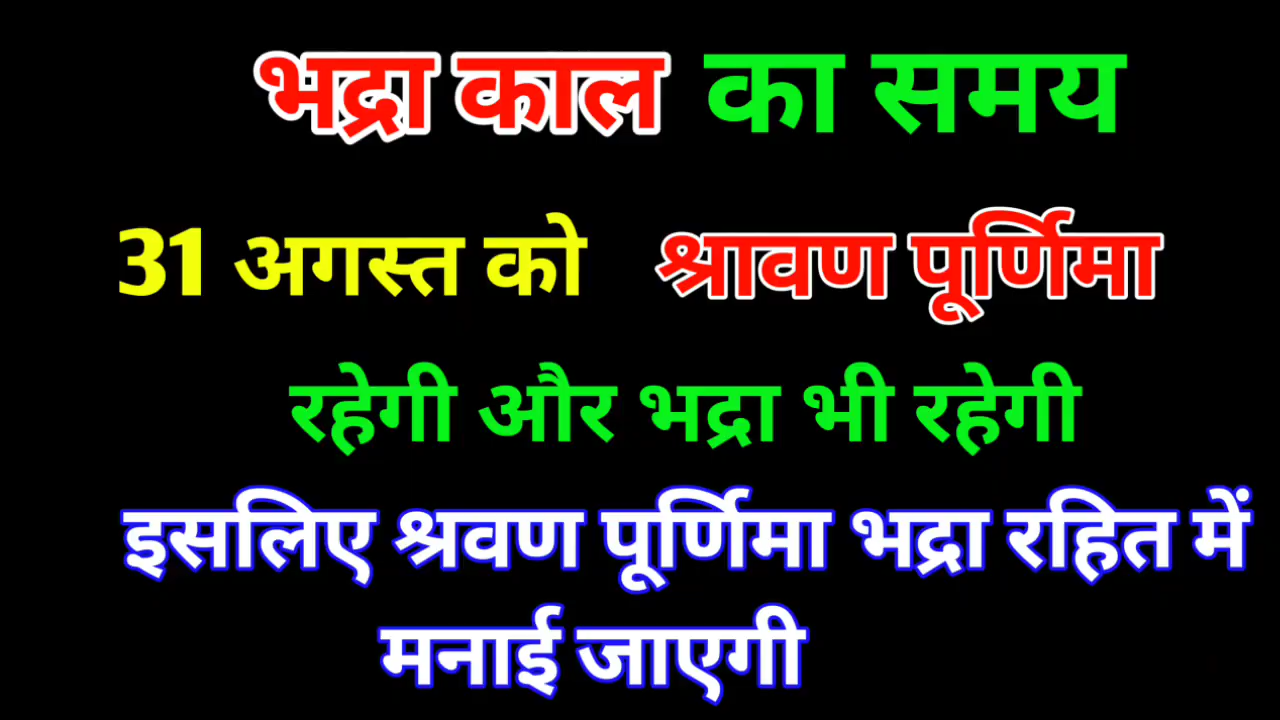 भद्रा काल का समय
31 अगस्त को श्रावण पूर्णिमा
रहेगी और भद्रा भी रहेगी
इसलिए श्रवण पूर्णिमा भद्रा रहित में
मनाई जाएगी